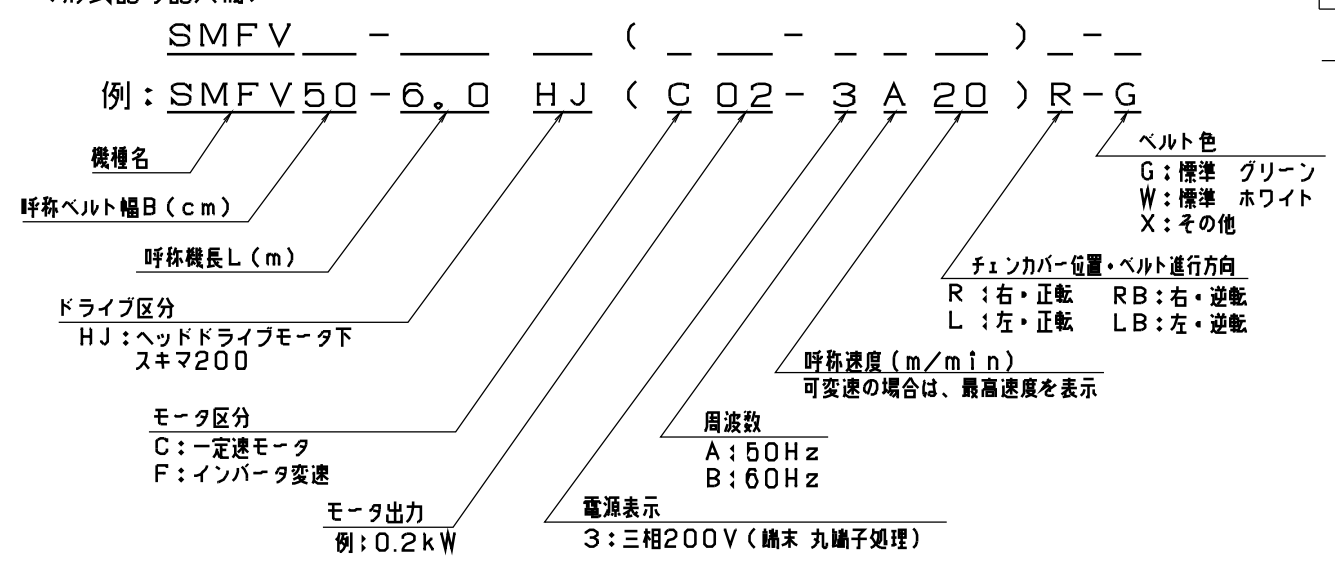 SMFV__-___ __(_ __-_ _ __)_-_
例:SMFV50-6.0 HJ(C02-3A20)R-G
機種名
呼称ベルト幅B(cm)
呼称機長L(m)
ドライブ区分
HJ:ヘッドドライブモータ下
スキマ200
モータ区分
C:一定速モータ
F:インバータ変速
モータ出力
例:0.2kW
電源表示
3:三相200V(端末 丸端子処理)
周波数
A:50Hz
B:60Hz
呼称速度(m/min)
可変速の場合は、最高速度を表示
チェンカバー位置・ベルト進行方向
R :右・正転 RB:右・逆転
L :左・正転 LB:左・逆転
ベルト色
G:標準 グリーン
W:標準 ホワイト
X:その他